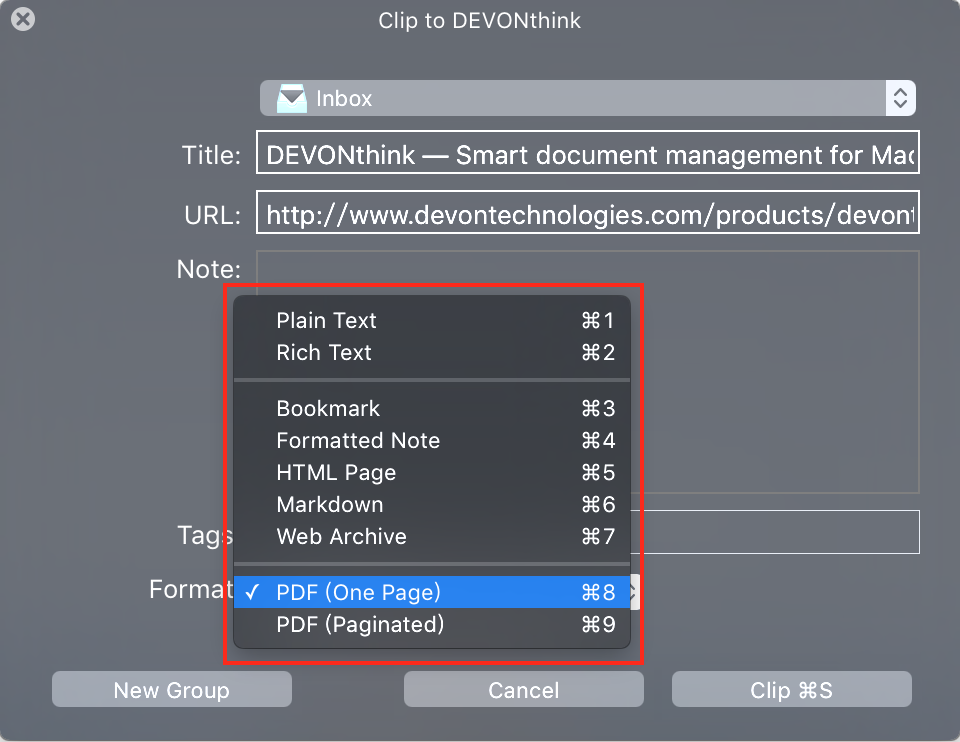 Clip to DEVONthink
Inbox
Title: DEVONthink — Smart document management for Mac
URL: http://www.devontechnologies.com/products/devont
Note:
Plain Text ⌘1
Rich Text ⌘2
Bookmark ⌘3
Formatted Note ⌘4
HTML Page ⌘5
Markdown ⌘6
Web Archive ⌘7
Tags
Format ✓ PDF (One Page) ⌘8
PDF (Paginated) ⌘9
New Group Cancel Clip ⌘S